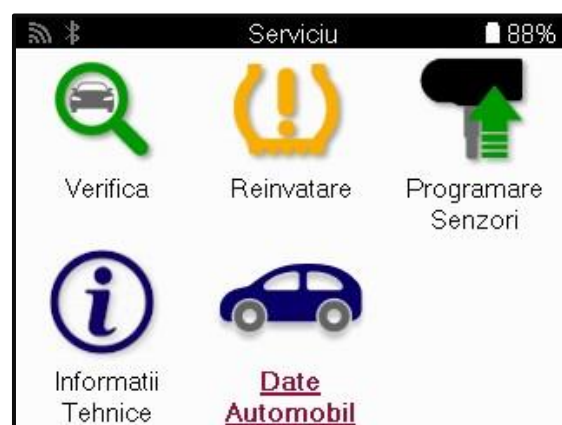 Serviciu 88%
Verifica Reinvatare Programare
Senzori
Informatii Date
Tehnice Automobil